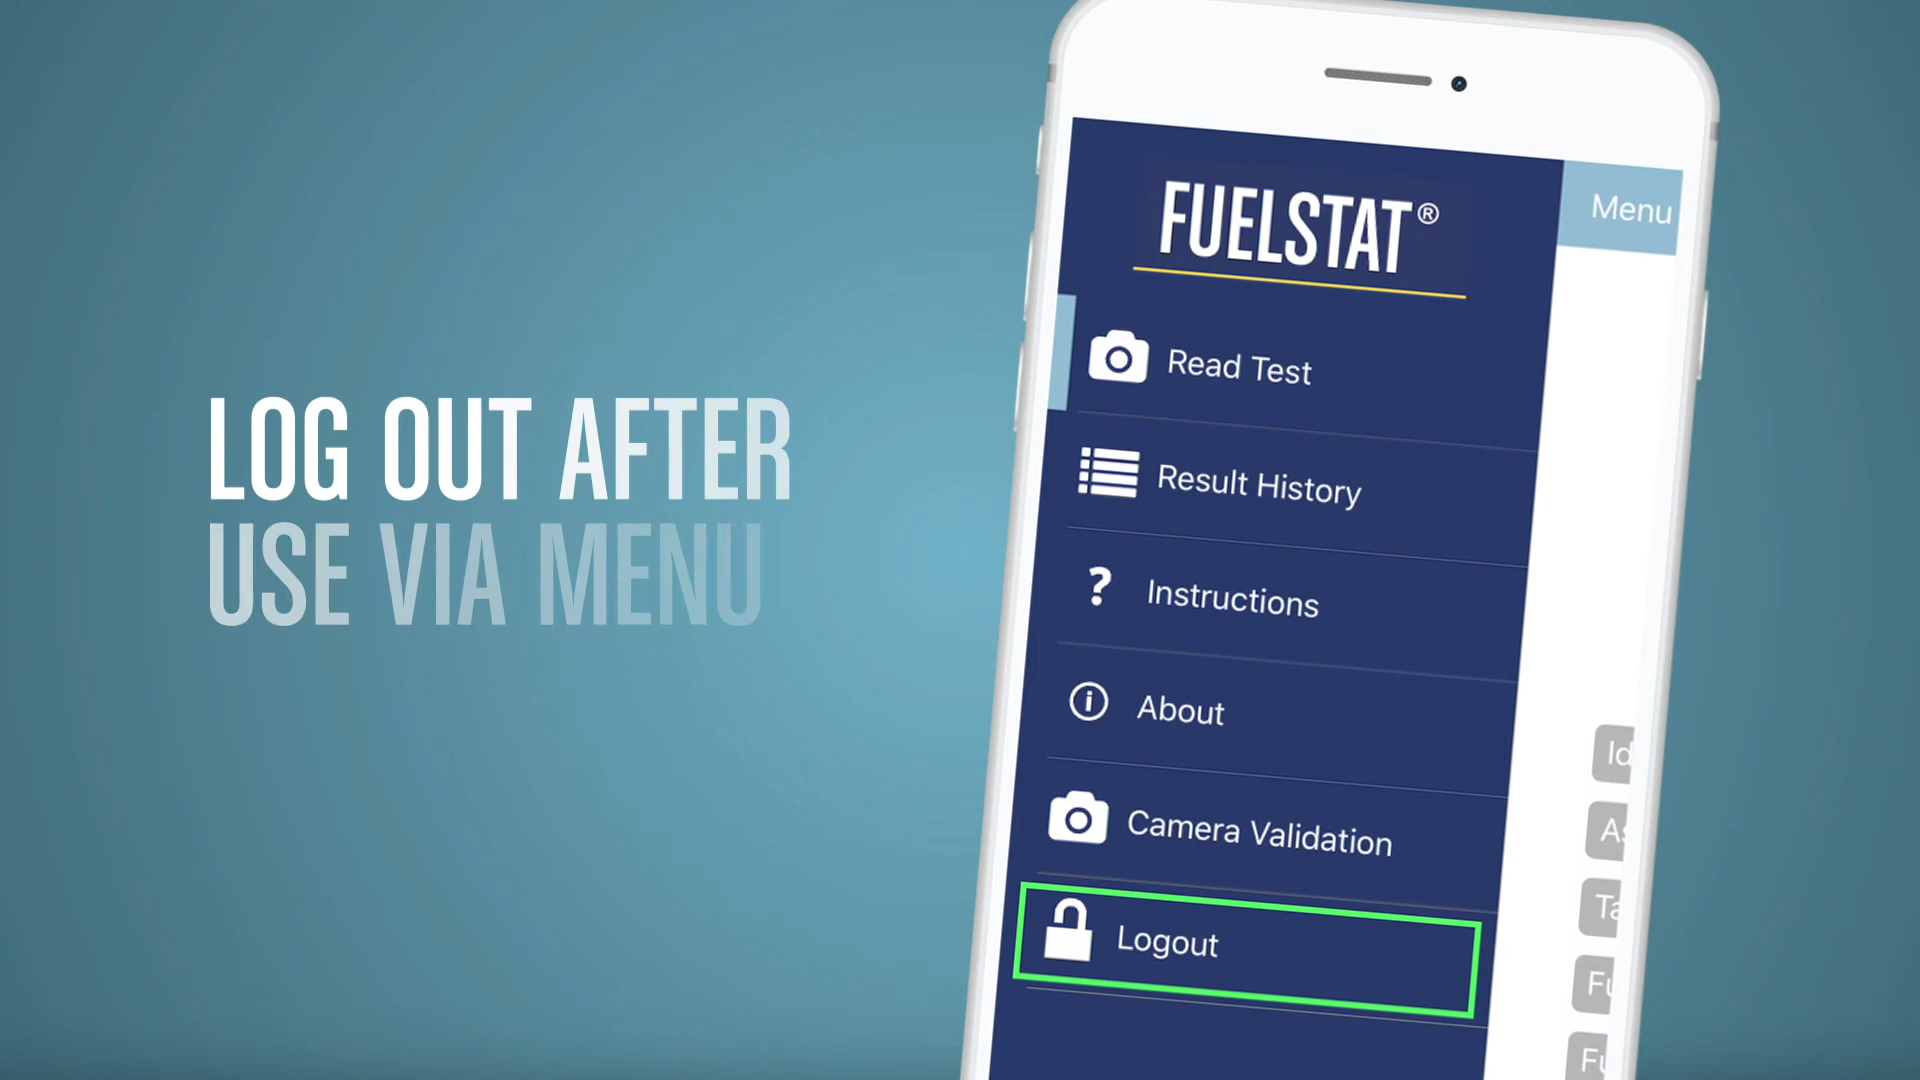 LOG OUT AFTER
USE VIA MENU
FUELSTAT®
Menu
Read Test
Result History
Instructions
About
Camera Validation
Logout